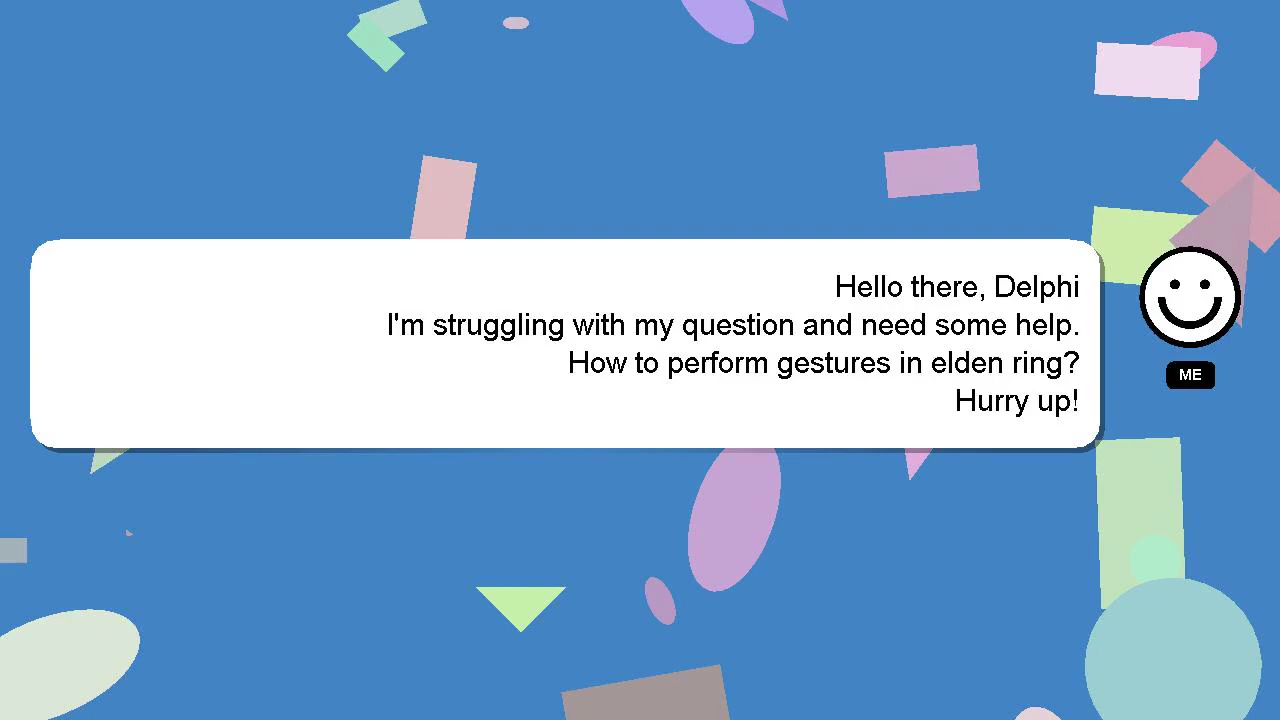 Hello there, Delphi
I'm struggling with my question and need some help.
How to perform gestures in elden ring?
Hurry up!
ME